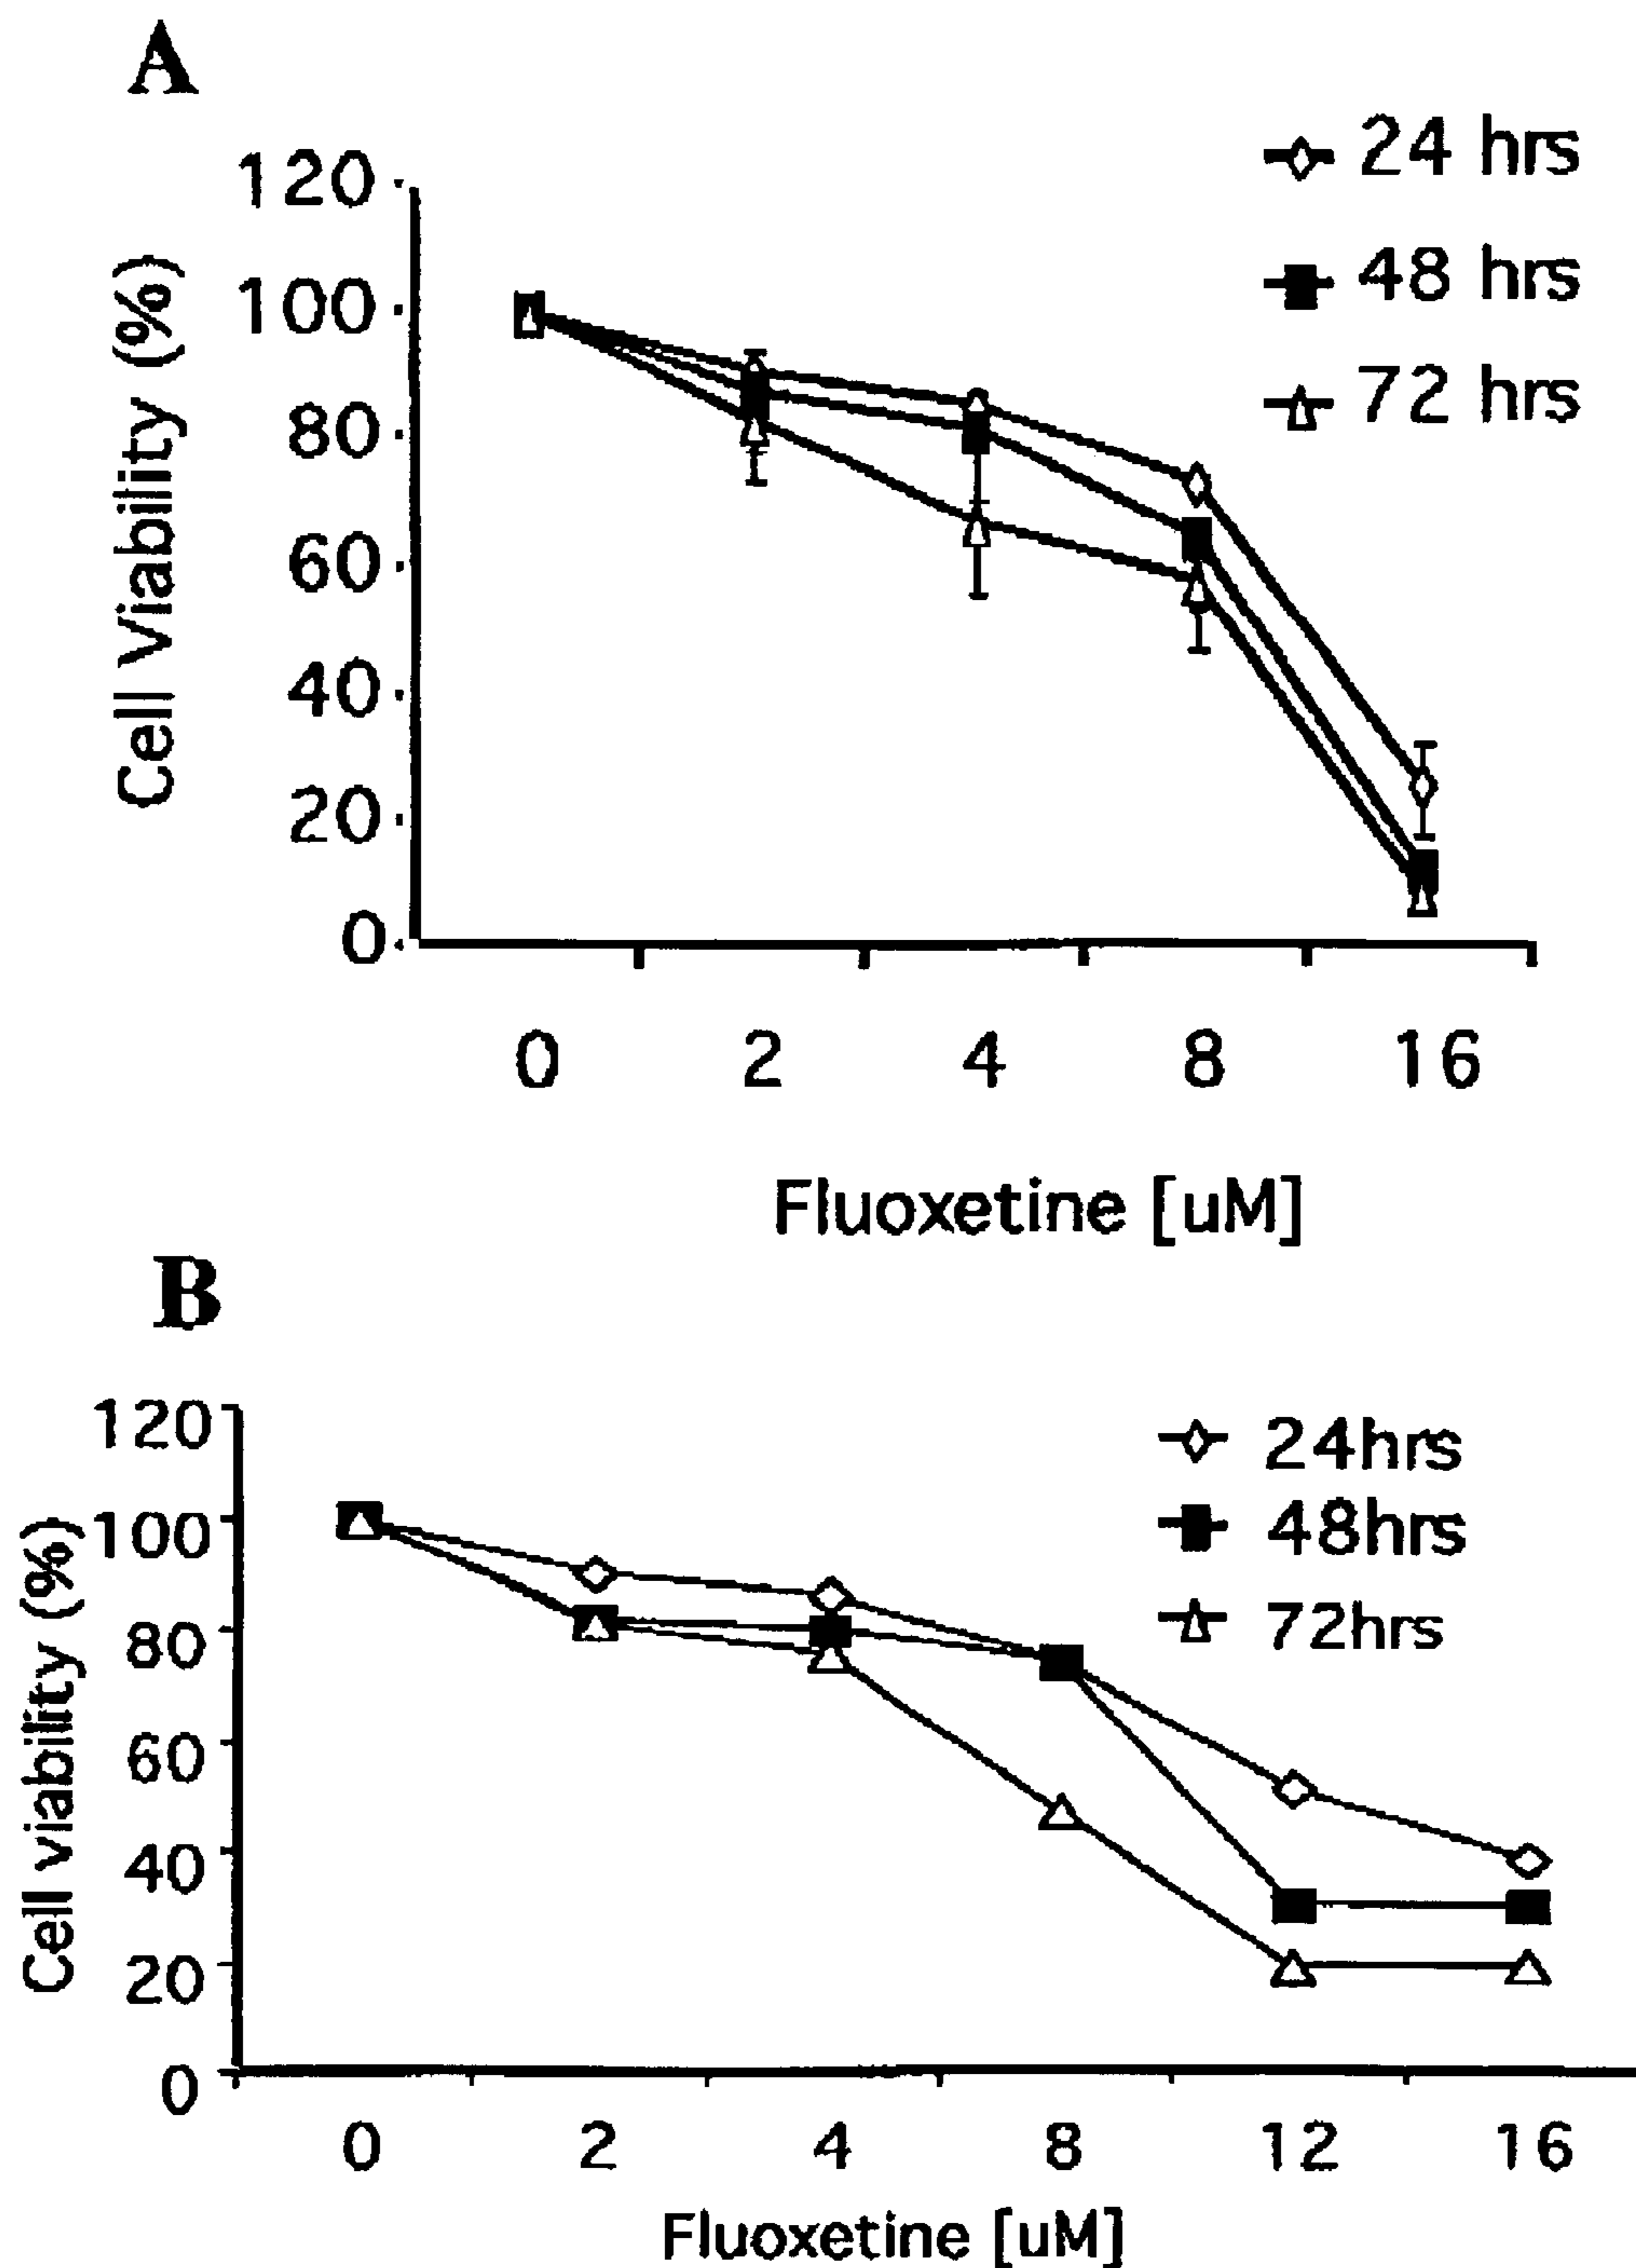 A
24 hrs
48 hrs
72 hrs
120
100
80
60
40
20
0
Cell Viability (%)
0 2 4 8 16
Fluoxetine [uM]
B
24hrs
48hrs
72hrs
120
100
80
60
40
20
0
Cell viability (%)
0 2 4 8 12 16
Fluoxetine [uM]